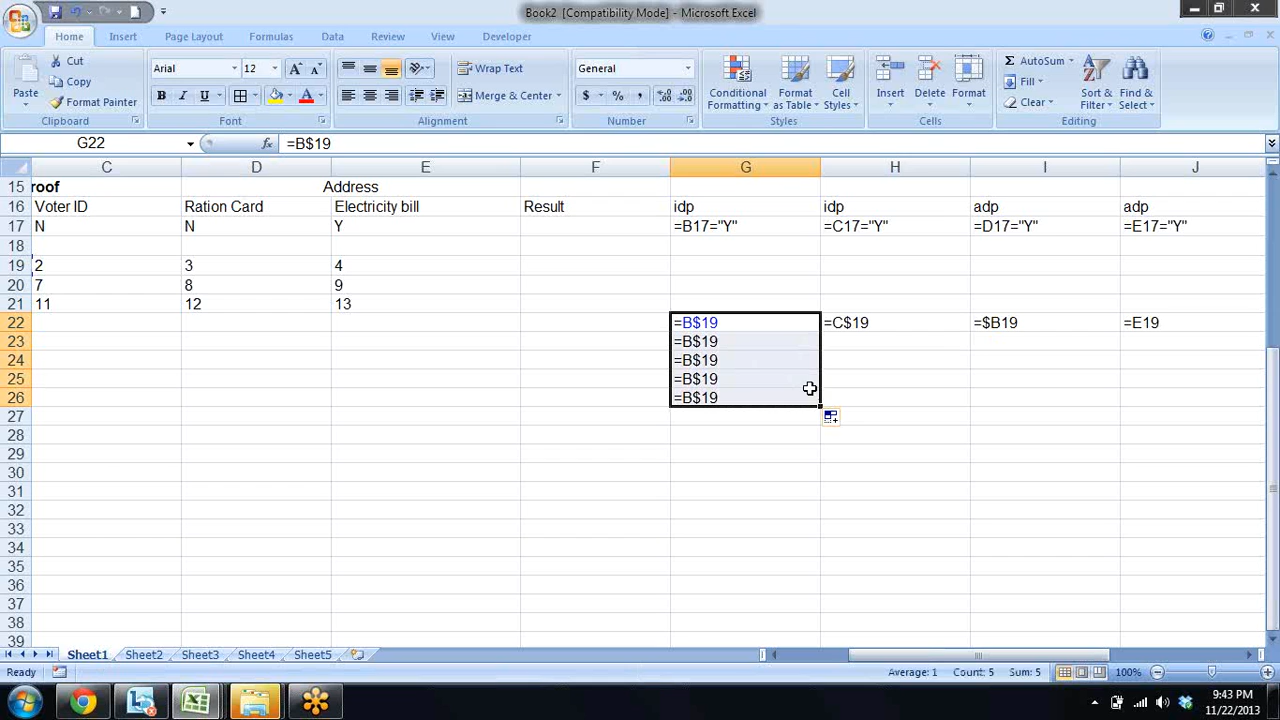 Book2 [Compatibility Mode] - Microsoft Excel
Home Insert Page Layout Formulas Data Review View Developer
Paste Cut Copy Format Painter Clipboard
Arial 12 A A B I U A Font
Wrap Text Merge & Center Alignment
General $ % , Number
Conditional Formatting Format as Table Cell Styles Styles
Insert Delete Format Cells
Σ AutoSum Fill Clear Sort & Filter Find & Select Editing
G22 fx =B$19
C D E F G H I J
15 roof Address
16 Voter ID Ration Card Electricity bill Result idp idp adp adp
17 N N Y =B17="Y" =C17="Y" =D17="Y" =E17="Y"
18
19 2 3 4
20 7 8 9
21 11 12 13
22 =B$19 =C$19 =$B19 =E19
23 =B$19
24 =B$19
25 =B$19
26 =B$19
27
28
29
30
31
32
33
34
35
36
37
38
39
Sheet1 Sheet2 Sheet3 Sheet4 Sheet5
Ready Average: 1 Count: 5 Sum: 5 100%
9:43 PM
11/22/2013